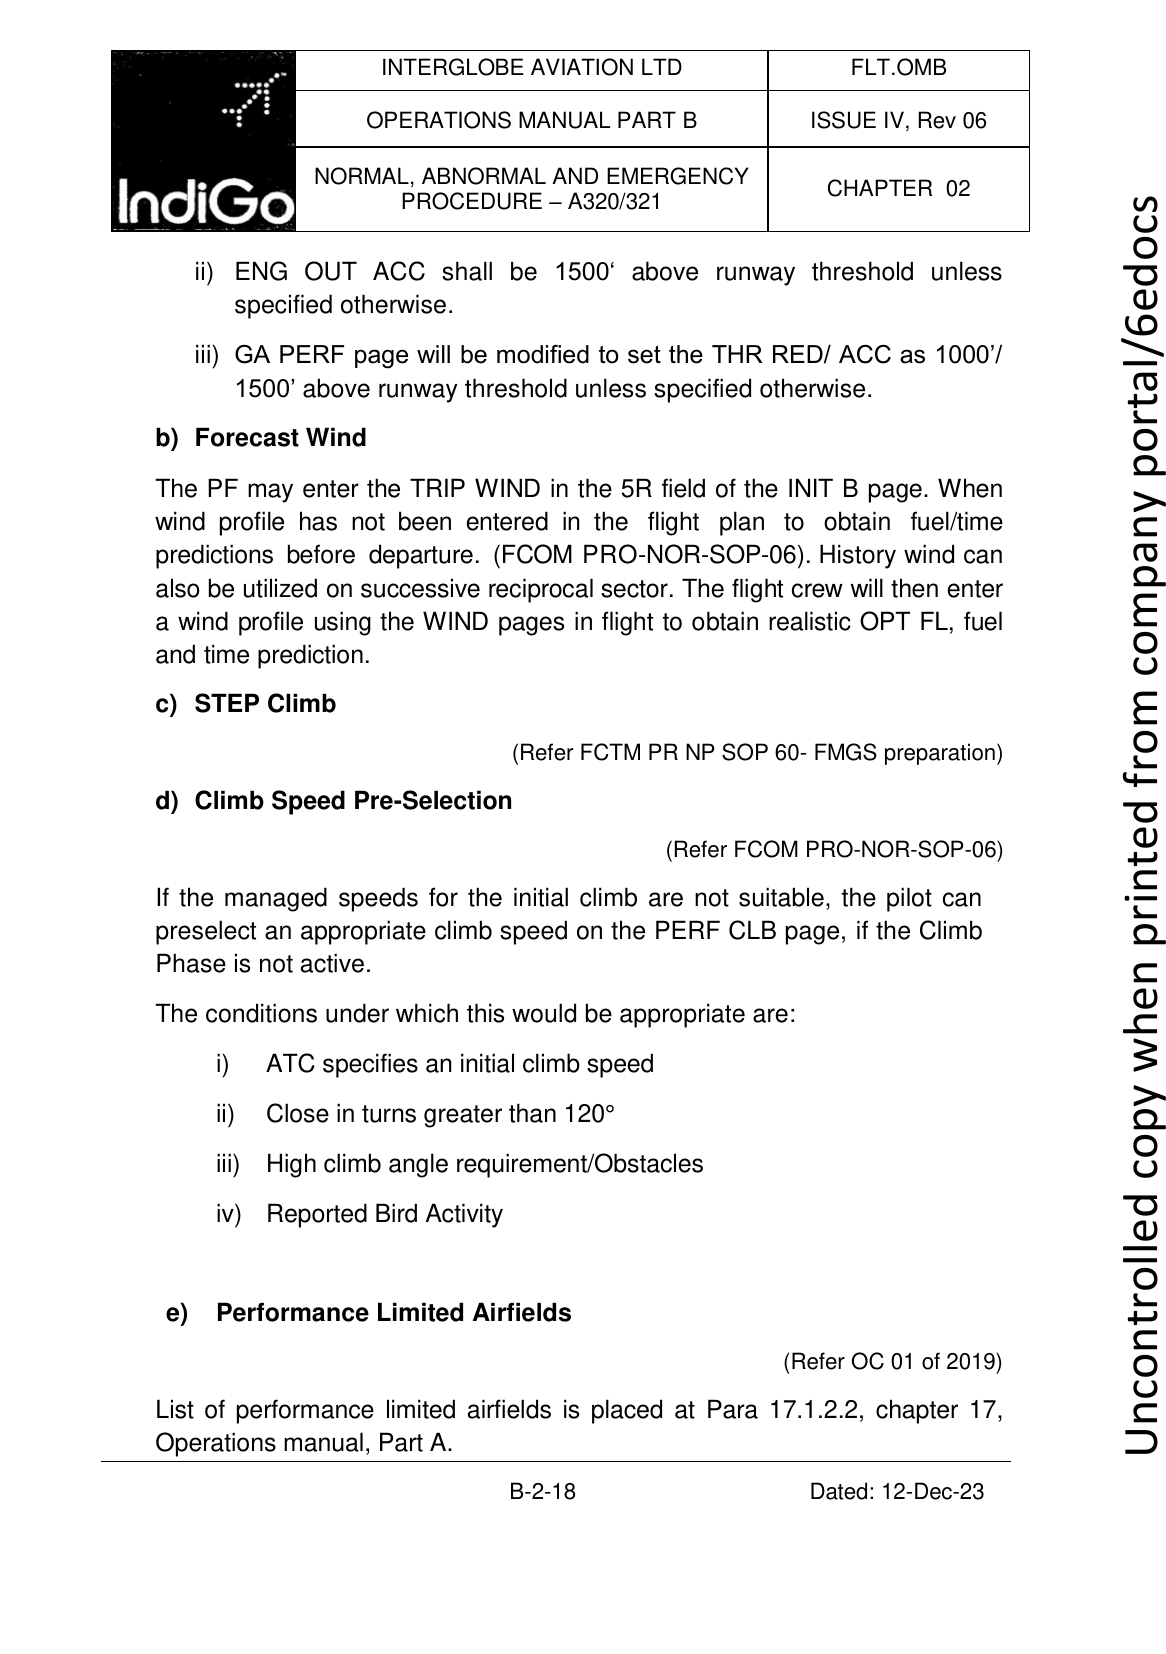 IndiGo
INTERGLOBE AVIATION LTD
FLT.OMB
OPERATIONS MANUAL PART B
ISSUE IV, Rev 06
NORMAL, ABNORMAL AND EMERGENCY
PROCEDURE – A320/321
CHAPTER 02
ii) ENG OUT ACC shall be 1500‘ above runway threshold unless
specified otherwise.
iii) GA PERF page will be modified to set the THR RED/ ACC as 1000’/
1500’ above runway threshold unless specified otherwise.
b) Forecast Wind
The PF may enter the TRIP WIND in the 5R field of the INIT B page. When
wind profile has not been entered in the flight plan to obtain fuel/time
predictions before departure. (FCOM PRO-NOR-SOP-06). History wind can
also be utilized on successive reciprocal sector. The flight crew will then enter
a wind profile using the WIND pages in flight to obtain realistic OPT FL, fuel
and time prediction.
c) STEP Climb
(Refer FCTM PR NP SOP 60- FMGS preparation)
d) Climb Speed Pre-Selection
(Refer FCOM PRO-NOR-SOP-06)
If the managed speeds for the initial climb are not suitable, the pilot can
preselect an appropriate climb speed on the PERF CLB page, if the Climb
Phase is not active.
The conditions under which this would be appropriate are:
i) ATC specifies an initial climb speed
ii) Close in turns greater than 120°
iii) High climb angle requirement/Obstacles
iv) Reported Bird Activity
e) Performance Limited Airfields
(Refer OC 01 of 2019)
List of performance limited airfields is placed at Para 17.1.2.2, chapter 17,
Operations manual, Part A.
B-2-18
Dated: 12-Dec-23
Uncontrolled copy when printed from company portal/6edocs